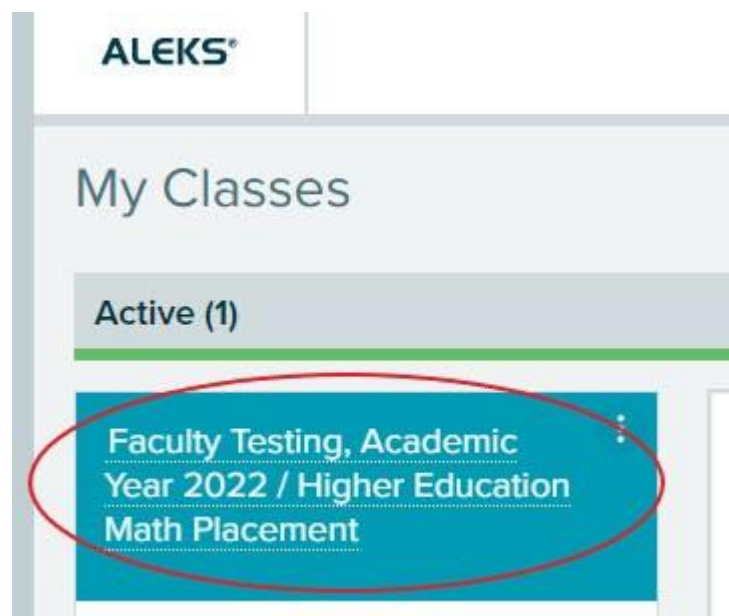 ALEKS®
My Classes
Active (1)
Faculty Testing, Academic
Year 2022 / Higher Education
Math Placement